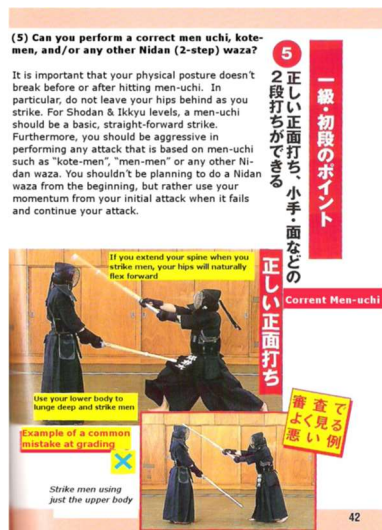 (5) Can you perform a correct men uchi, kote-
men, and/or any other Nidan (2-step) waza?
It is important that your physical posture doesn't
break before or after hitting men-uchi. In
particular, do not leave your hips behind as you
strike. For Shodan & Ikkyu levels, a men-uchi
should be a basic, straight-forward strike.
Furthermore, you should be aggressive in
performing any attack that is based on men-uchi
such as "kote-men", "men-men" or any other Ni-
dan waza. You shouldn't be planning to do a Nidan
waza from the beginning, but rather use your
momentum from your initial attack when it fails
and continue your attack.
一級・初段のポイント
5
正しい正面打ち、小手・面などの
2段打ちができる
If you extend your spine when you
strike men, your hips will naturally
flex forward
正しい正面打ち
Corrent Men-uchi
Use your lower body to
lunge deep and strike men
Example of a common
mistake at grading
審査で
よく見る
悪い例
Strike men using
just the upper body
42